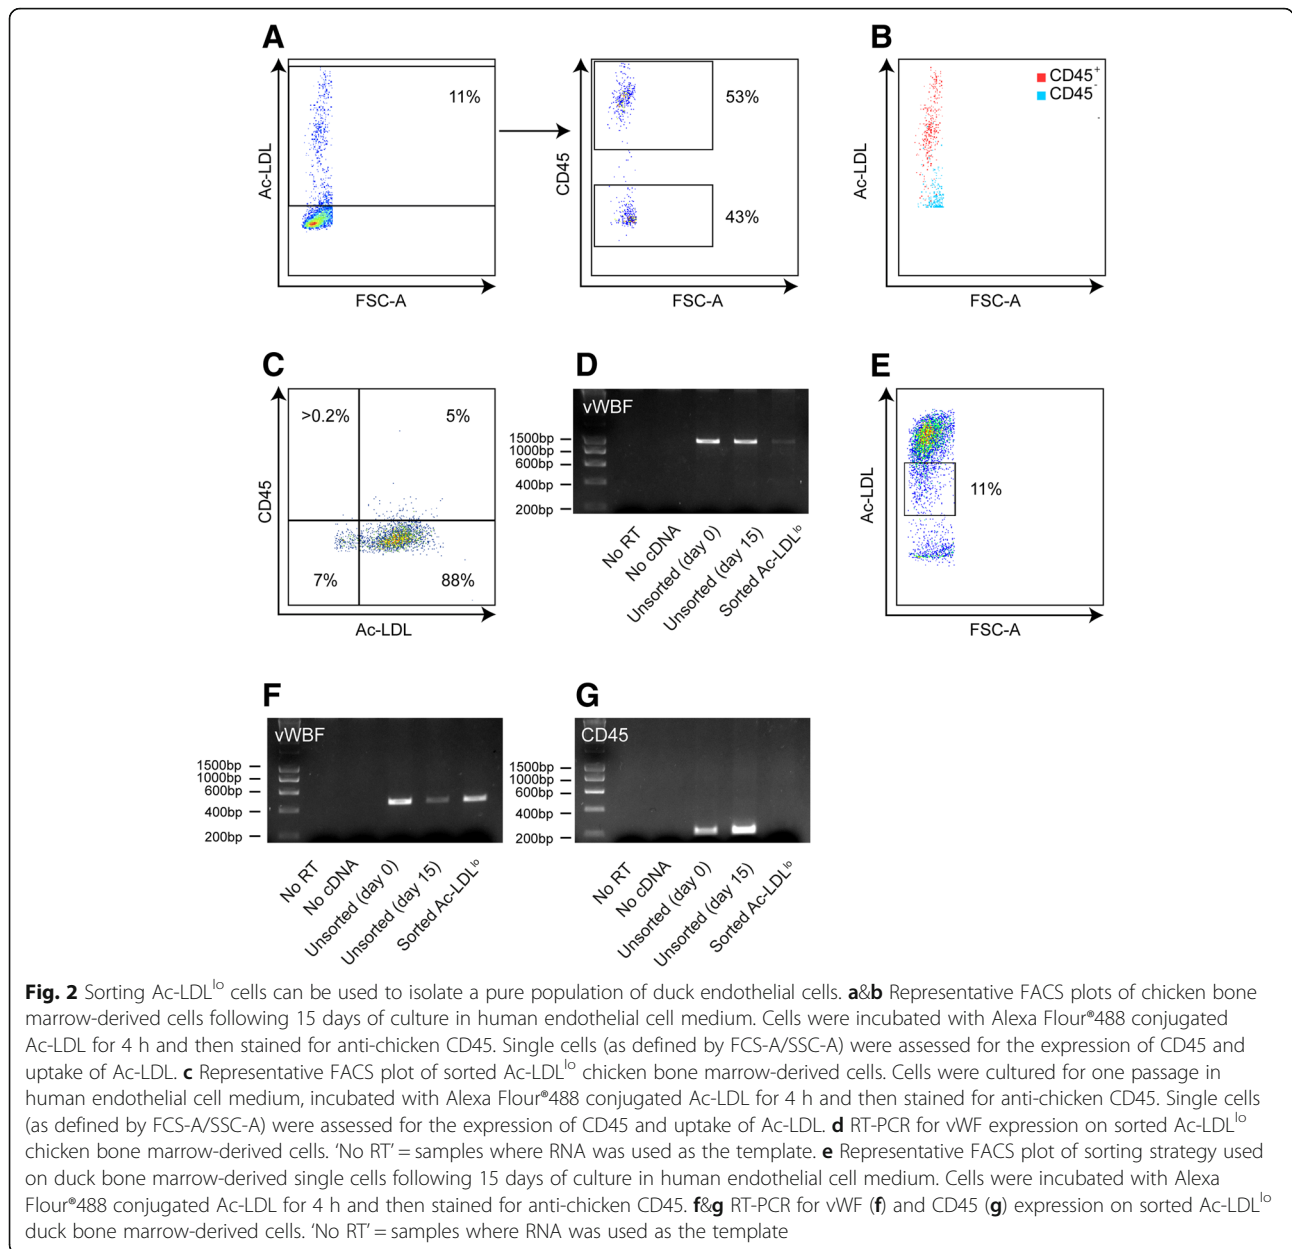 A
Ac-LDL
11%
FSC-A
CD45
53%
43%
FSC-A
B
Ac-LDL
CD45+
CD45-
FSC-A
C
CD45
>0.2%
5%
7%
88%
Ac-LDL
D
vWBF
1500bp
1000bp
600bp
400bp
200bp
No RT
No cDNA
Unsorted (day 0)
Unsorted (day 15)
Sorted Ac-LDLlo
E
Ac-LDL
11%
FSC-A
F
vWBF
1500bp
1000bp
600bp
400bp
200bp
No RT
No cDNA
Unsorted (day 0)
Unsorted (day 15)
Sorted Ac-LDLlo
G
CD45
1500bp
1000bp
600bp
400bp
200bp
No RT
No cDNA
Unsorted (day 0)
Unsorted (day 15)
Sorted Ac-LDLlo
Fig. 2 Sorting Ac-LDLlo cells can be used to isolate a pure population of duck endothelial cells. a&b Representative FACS plots of chicken bone
marrow-derived cells following 15 days of culture in human endothelial cell medium. Cells were incubated with Alexa Flour®488 conjugated
Ac-LDL for 4 h and then stained for anti-chicken CD45. Single cells (as defined by FCS-A/SSC-A) were assessed for the expression of CD45 and
uptake of Ac-LDL. c Representative FACS plot of sorted Ac-LDLlo chicken bone marrow-derived cells. Cells were cultured for one passage in
human endothelial cell medium, incubated with Alexa Flour®488 conjugated Ac-LDL for 4 h and then stained for anti-chicken CD45. Single cells
(as defined by FCS-A/SSC-A) were assessed for the expression of CD45 and uptake of Ac-LDL. d RT-PCR for vWF expression on sorted Ac-LDLlo
chicken bone marrow-derived cells. ‘No RT’ = samples where RNA was used as the template. e Representative FACS plot of sorting strategy used
on duck bone marrow-derived single cells following 15 days of culture in human endothelial cell medium. Cells were incubated with Alexa
Flour®488 conjugated Ac-LDL for 4 h and then stained for anti-chicken CD45. f&g RT-PCR for vWF (f) and CD45 (g) expression on sorted Ac-LDLlo
duck bone marrow-derived cells. ‘No RT’ = samples where RNA was used as the template